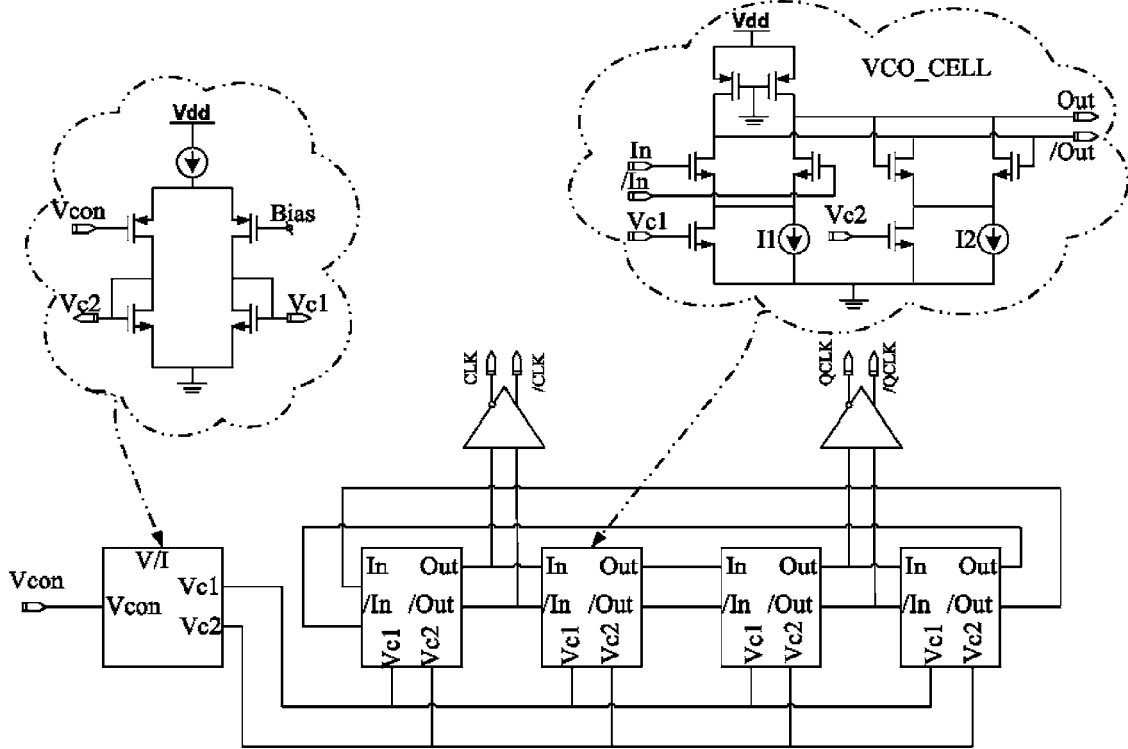 Vdd
VCO_CELL
Out
/Out
In
/In
Vc1
I1
Vc2
I2
Vdd
Vcon
Bias
Vc2
Vc1
CLK
/CLK
QCLK
/QCLK
V/I
Vcon
Vcon
Vc1
Vc2
In Out
/In /Out
Vc1 Vc2
In Out
/In /Out
Vc1 Vc2
In Out
/In /Out
Vc1 Vc2
In Out
/In /Out
Vc1 Vc2